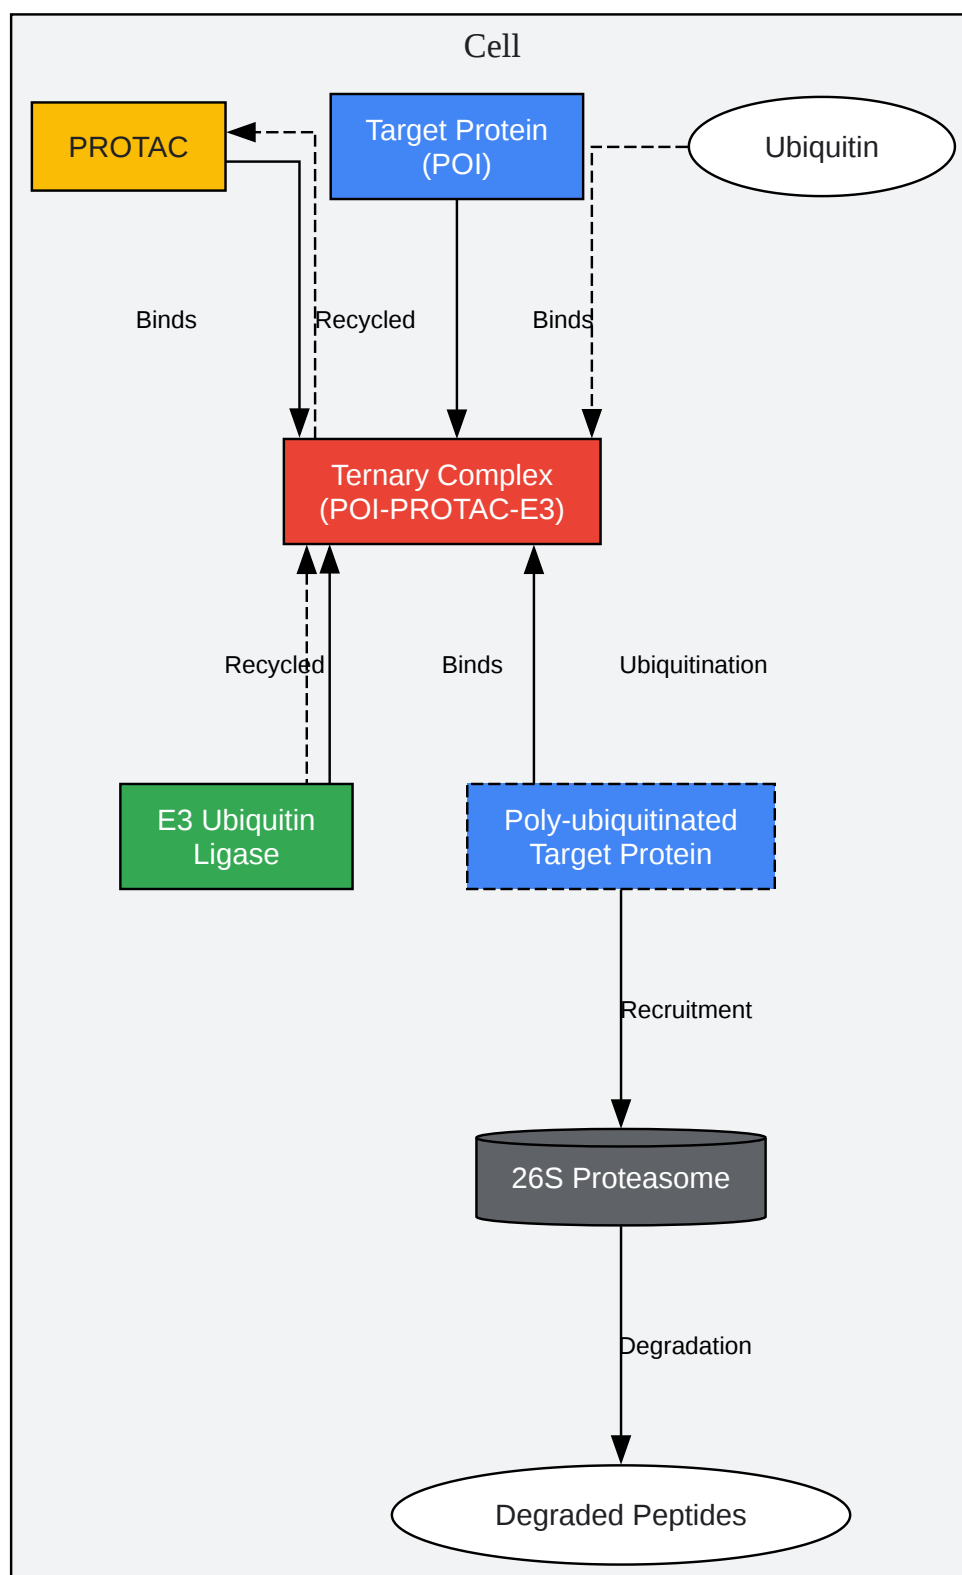 Cell
PROTAC
Target Protein
(POI)
Ubiquitin
Binds
Recycled
Binds
Ternary Complex
(POI-PROTAC-E3)
Recycled
Binds
Ubiquitination
E3 Ubiquitin
Ligase
Poly-ubiquitinated
Target Protein
Recruitment
26S Proteasome
Degradation
Degraded Peptides